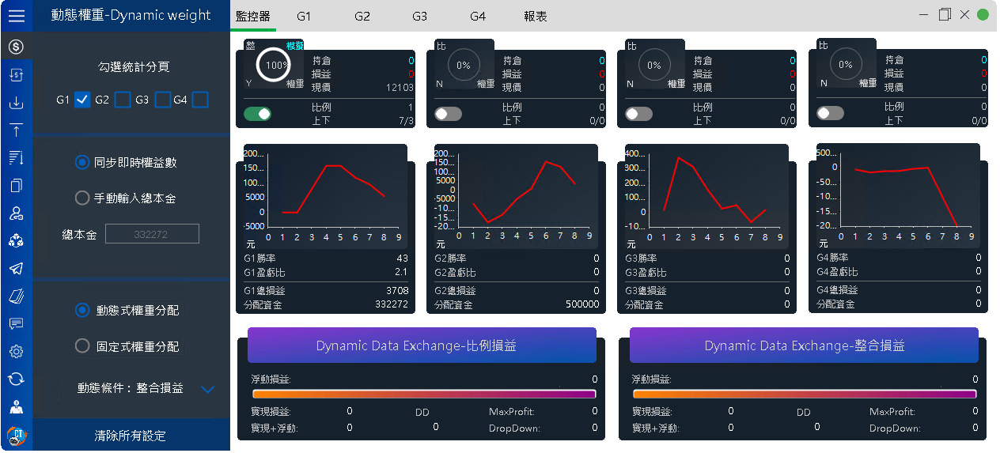 動態權重-Dynamic weight
監控器 G1 G2 G3 G4 報表
勾選統計分頁
G1 G2 G3 G4
同步即時權益數
手動輸入總本金
總本金 332272
動態式權重分配
固定式權重分配
動態條件：整合損益
清除所有設定
整 模擬
100%
Y 權重
持倉 0
損益 0
現價 12103
比例 1
上下 7/3
比
0%
N 權重
持倉 0
損益 0
現價 0
比例 0
上下 0/0
比
0%
N 權重
持倉 0
損益 0
現價 0
比例 0
上下 0/0
比
0%
N 權重
持倉 0
損益 0
現價 0
比例 0
上下 0/0
200...
150...
100...
5000
0
-5000
0 1 2 3 4 5 6 7 8 9
元
G1勝率 43
G1盈虧比 2.1
G1總損益 3708
分配資金 332272
200...
150...
100...
5000
0
-5000
-10...
-15...
-20...
0 1 2 3 4 5 6 7 8 9
元
G2勝率 0
G2盈虧比 0
G2總損益 0
分配資金 500000
400...
300...
200...
100...
0
-10...
0 1 2 3 4 5 6 7 8 9
元
G3勝率 0
G3盈虧比 0
G3總損益 0
分配資金 0
500...
0
-50...
-10...
-15...
-20...
0 1 2 3 4 5 6 7 8 9
元
G4勝率 0
G4盈虧比 0
G4總損益 0
分配資金 0
Dynamic Data Exchange-比例損益
浮動損益: 0
實現損益: 0 DD MaxProfit: 0
實現+浮動: 0 0 DropDown: 0
Dynamic Data Exchange-整合損益
浮動損益: 0
實現損益: 0 DD MaxProfit: 0
實現+浮動: 0 0 DropDown: 0